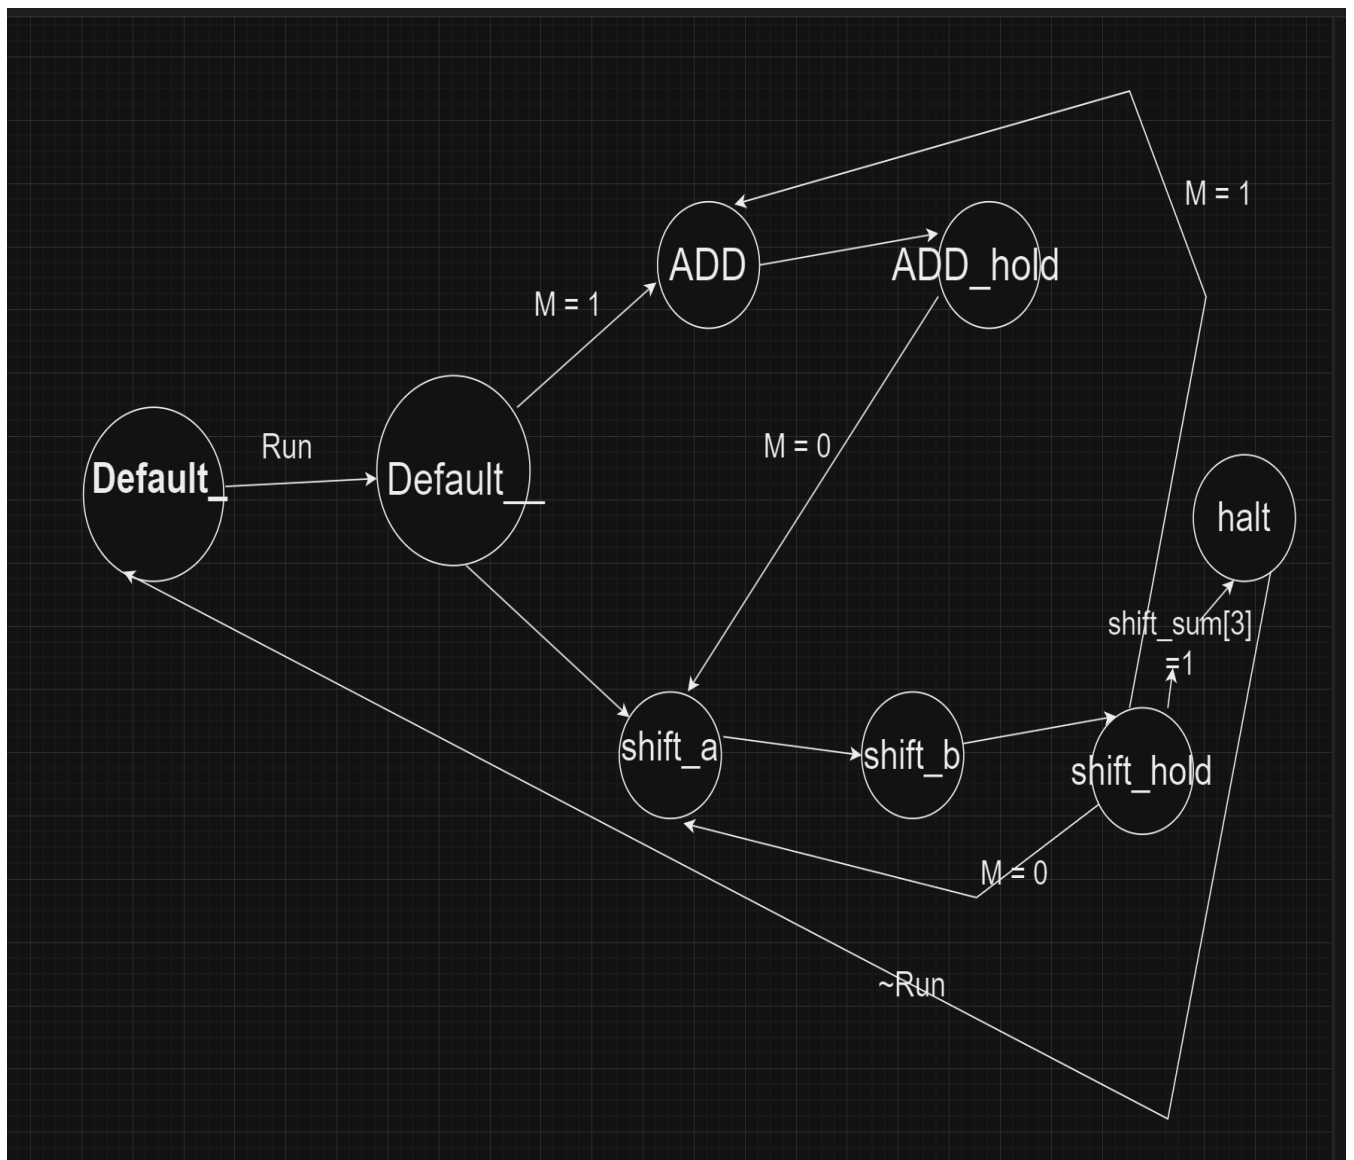 M = 1
ADD
ADD_hold
M = 1
Run
M = 0
Default_
Default__
halt
shift_sum[3]
=1
shift_a
shift_b
shift_hold
M = 0
~Run